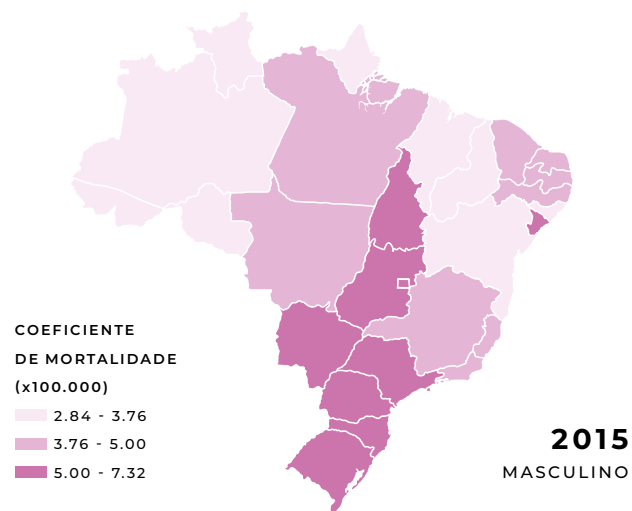 COEFICIENTE
DE MORTALIDADE
(x100.000)
2.84 - 3.76
3.76 - 5.00
5.00 - 7.32
2015
MASCULINO